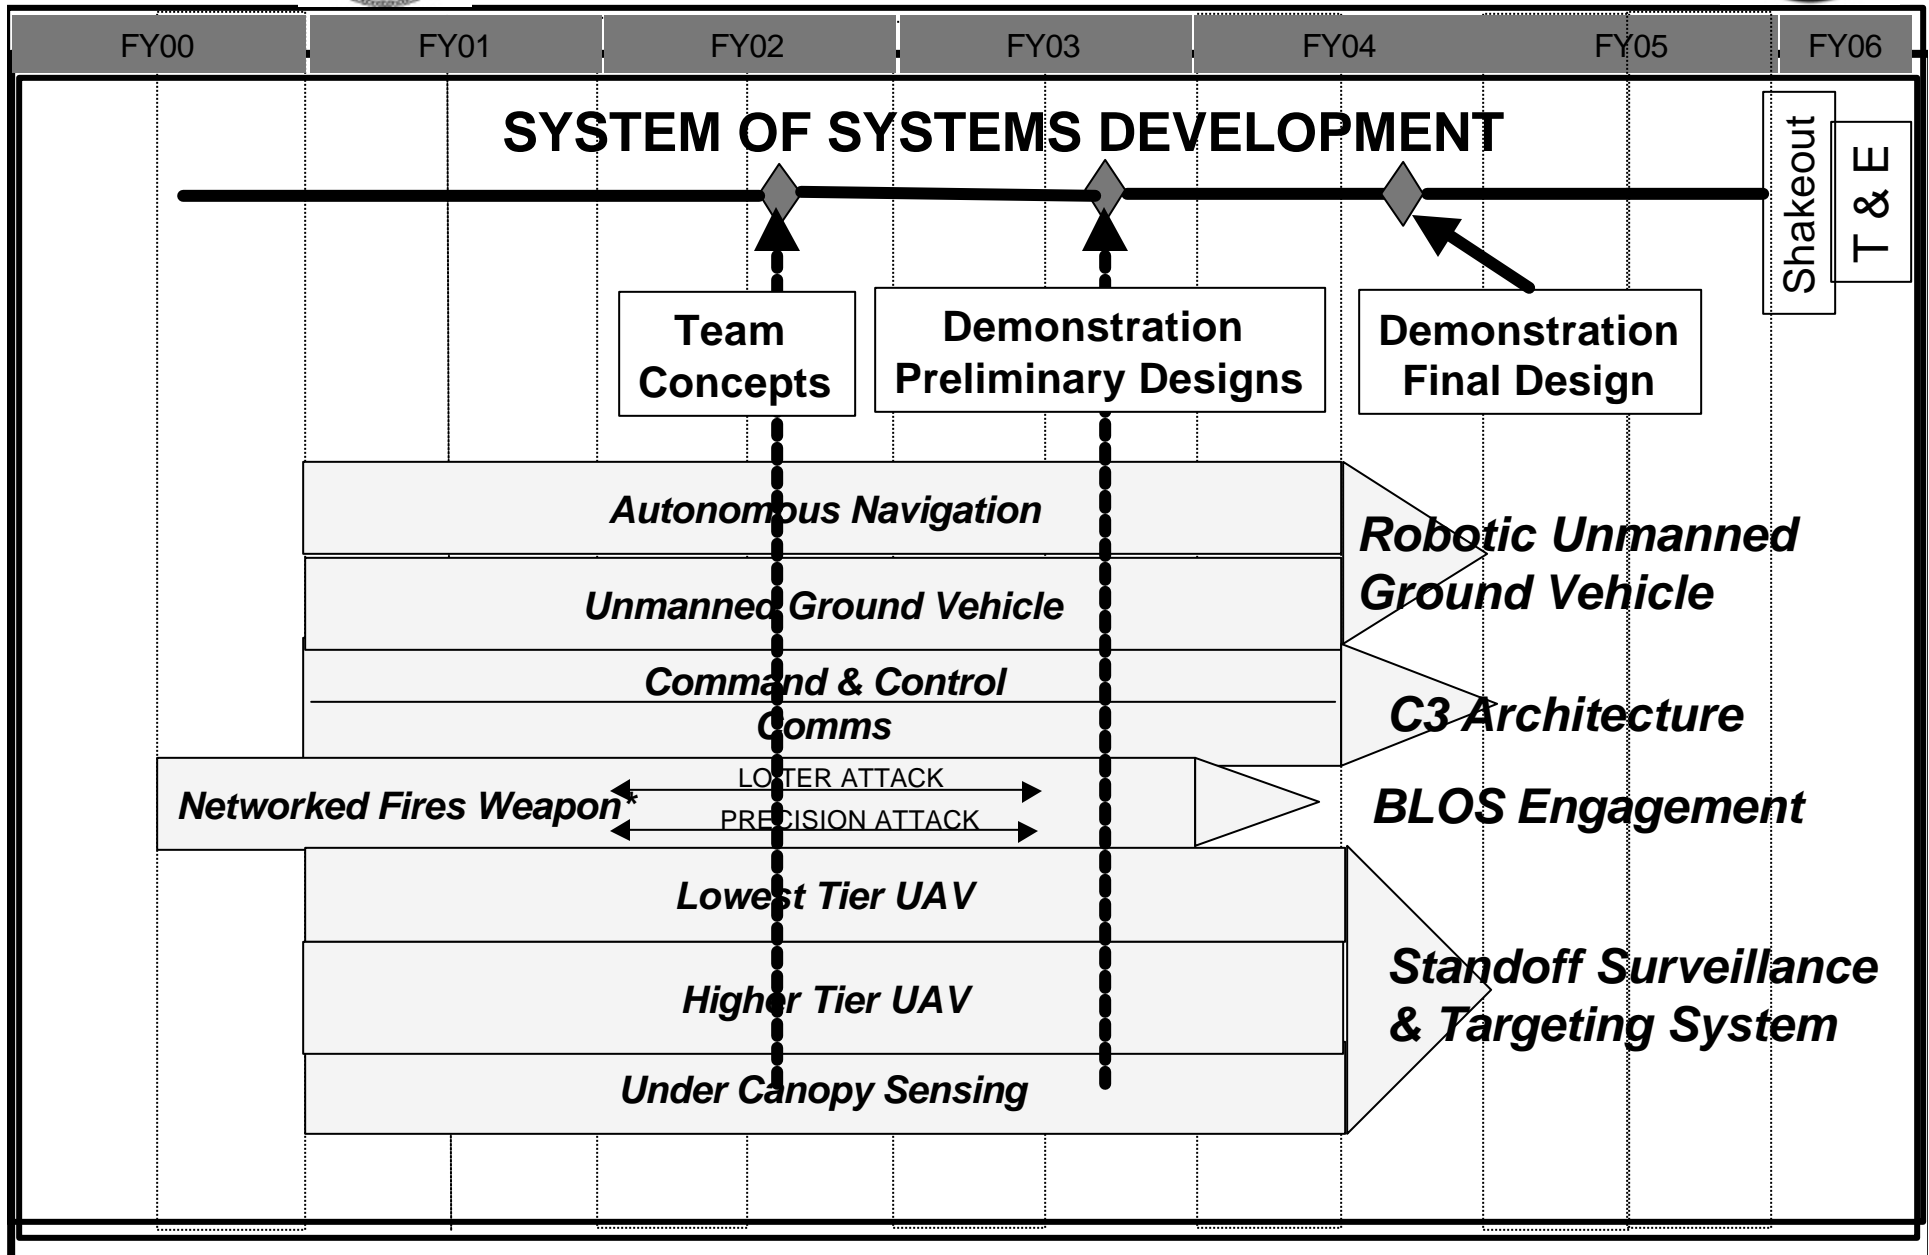 FY00 FY01 FY02 FY03 FY04 FY05 FY06
SYSTEM OF SYSTEMS DEVELOPMENT
Shakeout
T & E
Team
Concepts
Demonstration
Preliminary Designs
Demonstration
Final Design
Autonomous Navigation
Unmanned Ground Vehicle
Robotic Unmanned
Ground Vehicle
Command & Control
Comms
C3 Architecture
Networked Fires Weapon*
LOITER ATTACK
PRECISION ATTACK
BLOS Engagement
Lowest Tier UAV
Higher Tier UAV
Under Canopy Sensing
Standoff Surveillance
& Targeting System